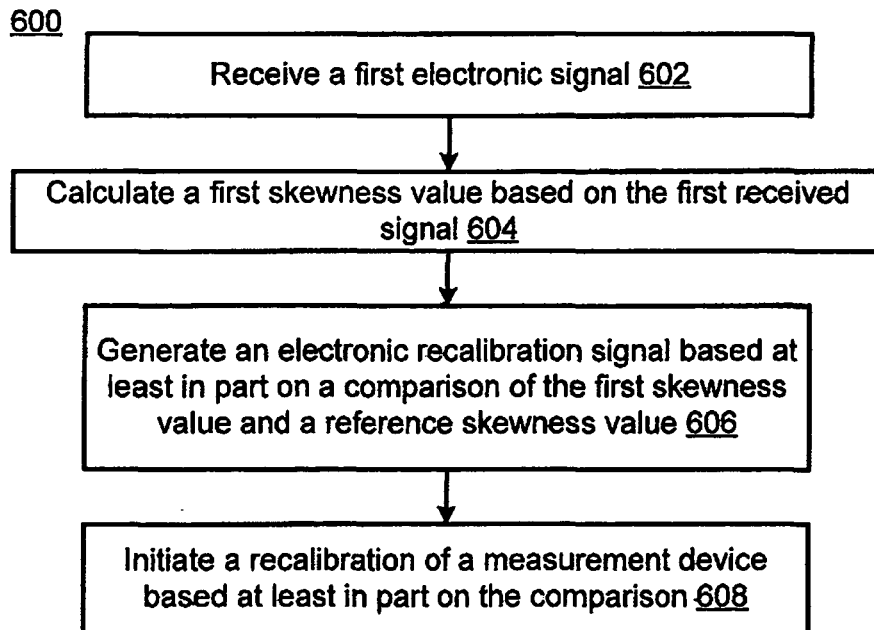 600
Receive a first electronic signal 602
Calculate a first skewness value based on the first received
signal 604
Generate an electronic recalibration signal based at
least in part on a comparison of the first skewness
value and a reference skewness value 606
Initiate a recalibration of a measurement device
based at least in part on the comparison 608